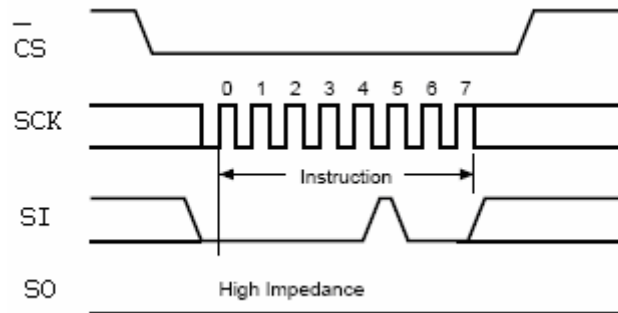 CS
0 1 2 3 4 5 6 7
SCK
Instruction
SI
SO High Impedance